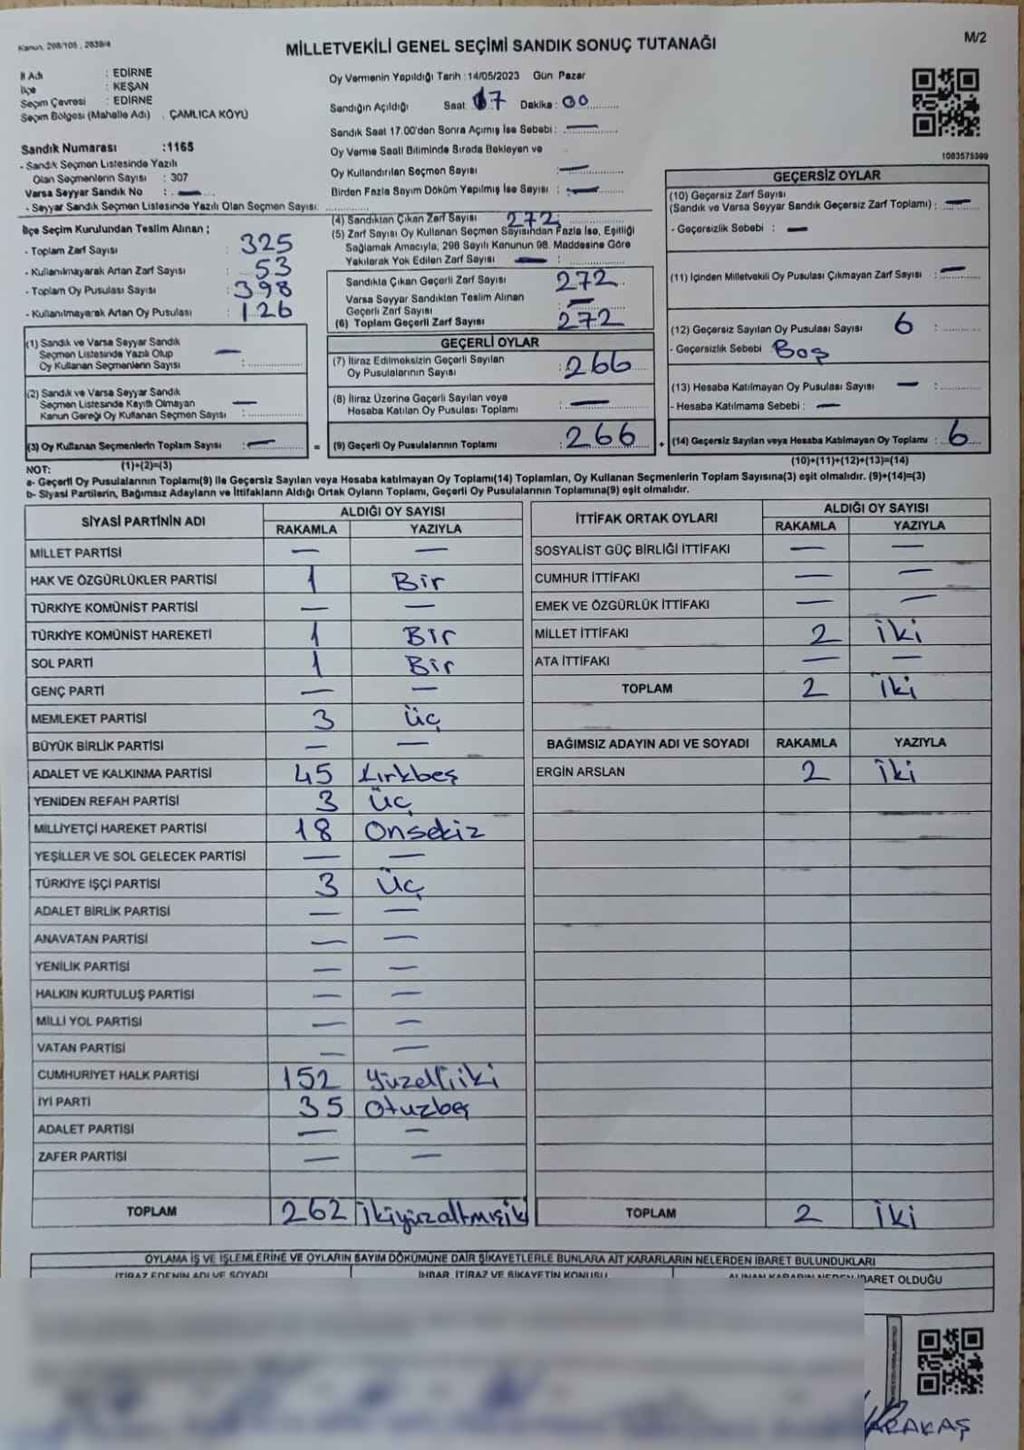 Kanun, 298/105, 2839/4
MİLLETVEKİLİ GENEL SEÇİMİ SANDIK SONUÇ TUTANAĞI
M/2
İl Adı : EDİRNE
İlçe : KEŞAN
Seçim Çevresi : EDİRNE
Seçim Bölgesi (Mahalle Adı) : ÇAMLICA KÖYÜ
Sandık Numarası :1165
- Sandık Seçmen Listesinde Yazılı
Olan Seçmenlerin Sayısı : 307
Varsa Seyyar Sandık No : —
- Seyyar Sandık Seçmen Listesinde Yazılı Olan Seçmen Sayısı:
İlçe Seçim Kurulundan Teslim Alınan ;
- Toplam Zarf Sayısı : 325
- Kullanılmayarak Artan Zarf Sayısı : 53
- Toplam Oy Pusulası Sayısı : 398
- Kullanılmayarak Artan Oy Pusulası : 126
(1) Sandık ve Varsa Seyyar Sandık
Seçmen Listesinde Yazılı Olup
Oy Kullanan Seçmenlerin Sayısı : —
(2) Sandık ve Varsa Seyyar Sandık
Seçmen Listesinde Kayıtlı Olmayan
Kanun Gereği Oy Kullanan Seçmen Sayısı : —
(3) Oy Kullanan Seçmenlerin Toplam Sayısı : — =
(1)+(2)=(3)
Oy Vermenin Yapıldığı Tarih :14/05/2023 Gün Pazar
Sandığın Açıldığı Saat 17 Dakika : 00
Sandık Saat 17.00'den Sonra Açımış İse Sebebi : —
Oy Verme Saati Bitiminde Sırada Bekleyen ve
Oy Kullandırılan Seçmen Sayısı : —
Birden Fazla Sayım Döküm Yapılmış İse Sayısı : —
(4) Sandıktan Çıkan Zarf Sayısı : 272
(5) Zarf Sayısı Oy Kullanan Seçmen Sayısından Fazla İse, Eşitliği
Sağlamak Amacıyla, 298 Sayılı Kanunun 98. Maddesine Göre
Yakılarak Yok Edilen Zarf Sayısı — :
Sandıkta Çıkan Geçerli Zarf Sayısı : 272
Varsa Seyyar Sandıktan Teslim Alınan
Geçerli Zarf Sayısı : —
(6) Toplam Geçerli Zarf Sayısı : 272
GEÇERLİ OYLAR
(7) İtiraz Edilmeksizin Geçerli Sayılan
Oy Pusulalarının Sayısı : 266
(8) İtiraz Üzerine Geçerli Sayılan veya
Hesaba Katılan Oy Pusulası Toplamı : —
(9) Geçerli Oy Pusulalarının Toplamı : 266 +
1083575399
GEÇERSİZ OYLAR
(10) Geçersiz Zarf Sayısı
(Sandık ve Varsa Seyyar Sandık Geçersiz Zarf Toplamı) : —
- Geçersizlik Sebebi : —
(11) İçinden Milletvekili Oy Pusulası Çıkmayan Zarf Sayısı : —
(12) Geçersiz Sayılan Oy Pusulası Sayısı 6 :
- Geçersizlik Sebebi Boş
(13) Hesaba Katılmayan Oy Pusulası Sayısı — :
- Hesaba Katılmama Sebebi : —
(14) Geçersiz Sayılan veya Hesaba Katılmayan Oy Toplamı : 6
(10)+(11)+(12)+(13)=(14)
NOT:
a- Geçerli Oy Pusulalarının Toplamı(9) ile Geçersiz Sayılan veya Hesaba katılmayan Oy Toplamı(14) Toplamları, Oy Kullanan Seçmenlerin Toplam Sayısına(3) eşit olmalıdır. (9)+(14)=(3)
b- Siyasi Partilerin, Bağımsız Adayların ve İttifakların Aldığı Ortak Oyların Toplamı, Geçerli Oy Pusulalarının Toplamına(9) eşit olmalıdır.
SİYASİ PARTİNİN ADI ALDIĞI OY SAYISI
RAKAMLA YAZIYLA
MİLLET PARTİSİ — —
HAK VE ÖZGÜRLÜKLER PARTİSİ 1 Bir
TÜRKİYE KOMÜNİST PARTİSİ — —
TÜRKİYE KOMÜNİST HAREKETİ 1 Bir
SOL PARTİ 1 Bir
GENÇ PARTİ — —
MEMLEKET PARTİSİ 3 üç
BÜYÜK BİRLİK PARTİSİ — —
ADALET VE KALKINMA PARTİSİ 45 kırkbeş
YENİDEN REFAH PARTİSİ 3 üç
MİLLİYETÇİ HAREKET PARTİSİ 18 Onsekiz
YEŞİLLER VE SOL GELECEK PARTİSİ — —
TÜRKİYE İŞÇİ PARTİSİ 3 Üç
ADALET BİRLİK PARTİSİ — —
ANAVATAN PARTİSİ — —
YENİLİK PARTİSİ — —
HALKIN KURTULUŞ PARTİSİ — —
MİLLİ YOL PARTİSİ — —
VATAN PARTİSİ — —
CUMHURİYET HALK PARTİSİ 152 yüzelliiki
İYİ PARTİ 35 Otuzbeş
ADALET PARTİSİ — —
ZAFER PARTİSİ — —
TOPLAM 262 İkiyüzaltmışik
İTTİFAK ORTAK OYLARI ALDIĞI OY SAYISI
RAKAMLA YAZIYLA
SOSYALİST GÜÇ BİRLİĞİ İTTİFAKI — —
CUMHUR İTTİFAKI — —
EMEK VE ÖZGÜRLÜK İTTİFAKI — —
MİLLET İTTİFAKI 2 iki
ATA İTTİFAKI — —
TOPLAM 2 iki
BAĞIMSIZ ADAYIN ADI VE SOYADI RAKAMLA YAZIYLA
ERGİN ARSLAN 2 iki
TOPLAM 2 iki
OYLAMA İŞ VE İŞLEMLERİNE VE OYLARIN SAYIM DÖKÜMÜNE DAİR ŞİKAYETLERLE BUNLARA AİT KARARLARIN NELERDEN İBARET BULUNDUKLARI
İTİRAZ EDENİN ADI VE SOYADI İHBAR, İTİRAZ VE ŞİKAYETİN KONUSU ALINAN KARARIN NEDEN İBARET OLDUĞU
KARAKAŞ